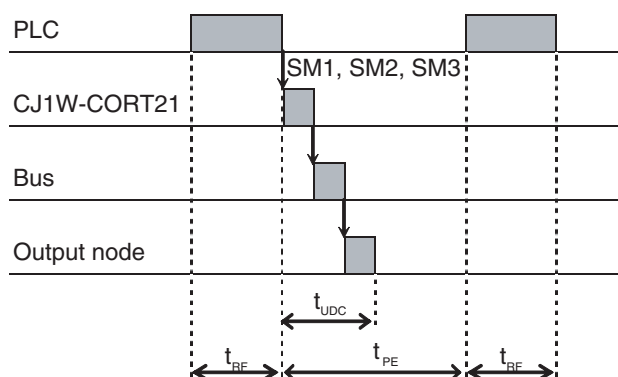 PLC
SM1, SM2, SM3
CJ1W-CORT21
Bus
Output node
tUDC
tRF tPE tRF